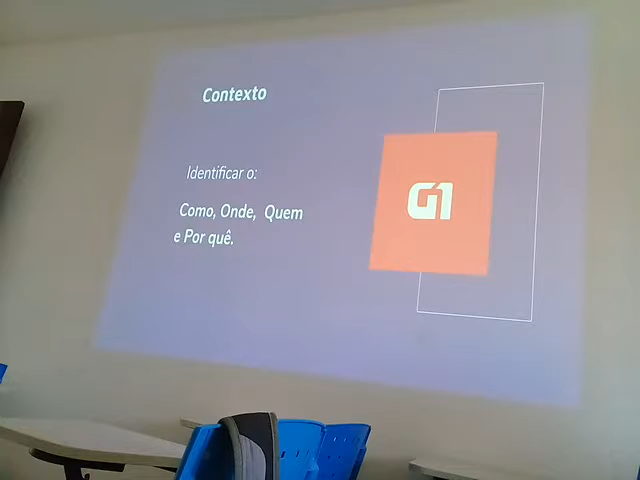 Contexto
Identificar o:
Como, Onde, Quem
e Por quê.
G1